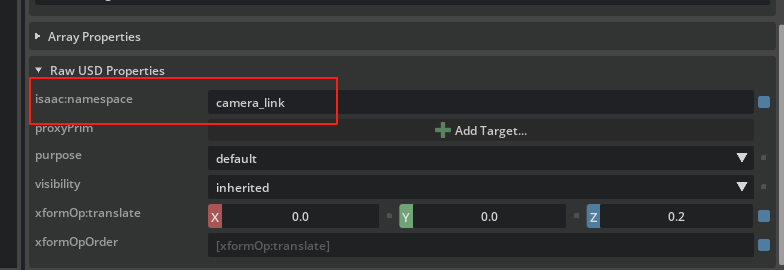 Array Properties
Raw USD Properties
isaac:namespace camera_link
proxyPrim Add Target...
purpose default
visibility inherited
xformOp:translate X 0.0 Y 0.0 Z 0.2
xformOpOrder [xformOp:translate]